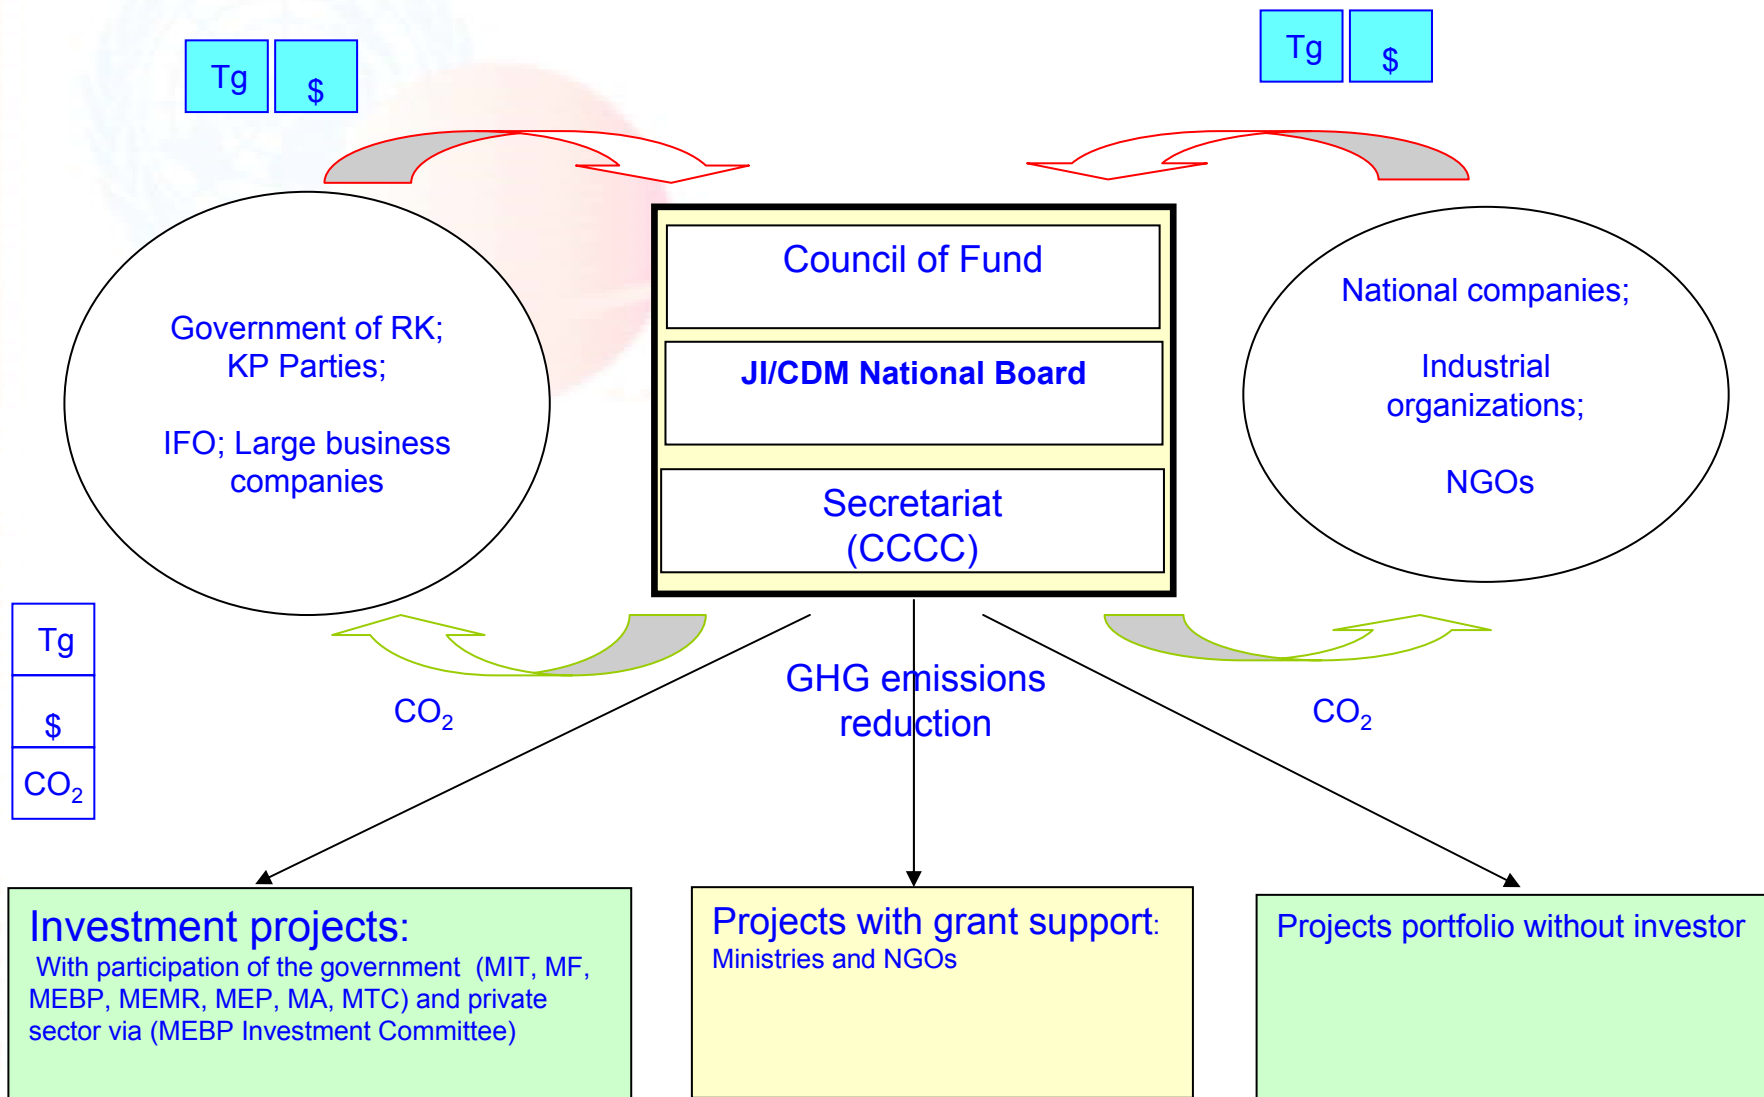 Tg
$
Tg
$
Government of RK;
KP Parties;
IFO; Large business
companies
Council of Fund
JI/CDM National Board
Secretariat
(CCCC)
National companies;
Industrial
organizations;
NGOs
Tg
$
CO₂
CO₂
GHG emissions
reduction
CO₂
Investment projects:
With participation of the government (MIT, MF,
MEBP, MEMR, MEP, MA, MTC) and private
sector via (MEBP Investment Committee)
Projects with grant support:
Ministries and NGOs
Projects portfolio without investor